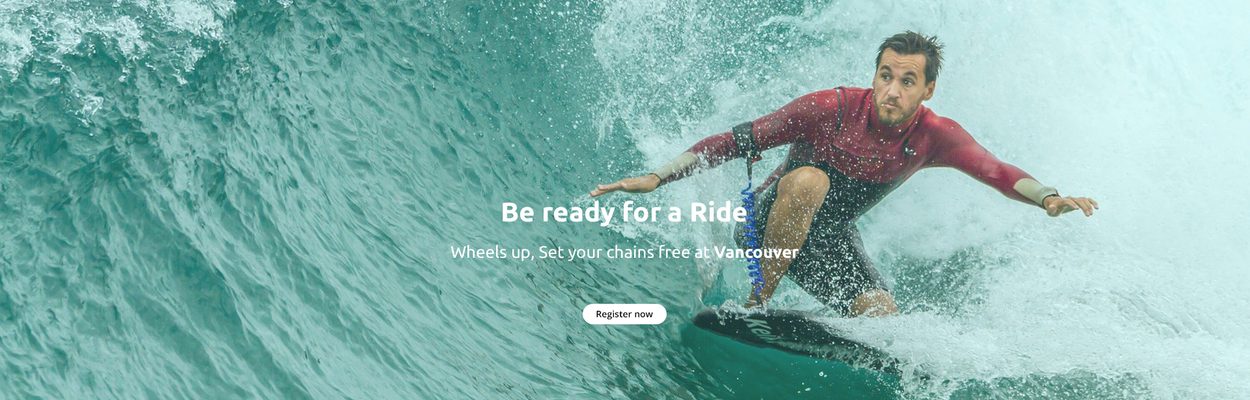 Be ready for a Ride
Wheels up, Set your chains free at Vancouver
Register now